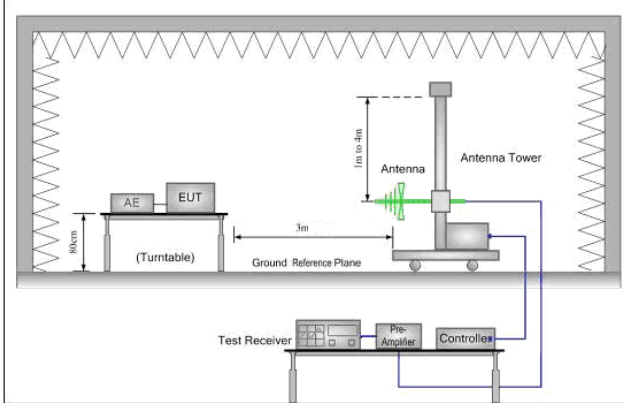 1m to 4m
Antenna
Antenna Tower
AE
EUT
80cm
(Turntable)
3m
Ground Reference Plane
Test Receiver
Pre-
Amplifier
Controller